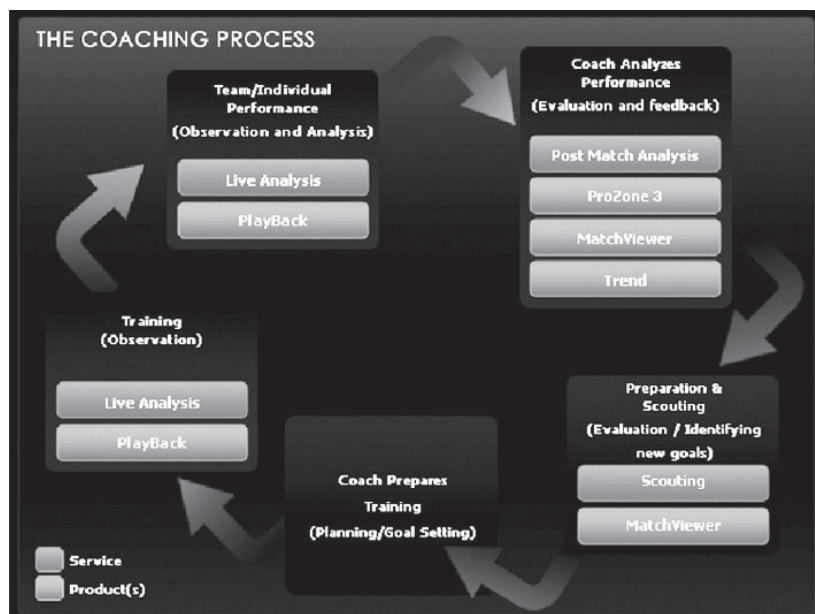 THE COACHING PROCESS
Team/Individual
Performance
(Observation and Analysis)
Live Analysis
PlayBack
Coach Analyzes
Performance
(Evaluation and feedback)
Post Match Analysis
ProZone 3
MatchViewer
Trend
Preparation &
Scouting
(Evaluation / Identifying
new goals)
Scouting
MatchViewer
Coach Prepares
Training
(Planning/Goal Setting)
Training
(Observation)
Live Analysis
PlayBack
Service
Product(s)